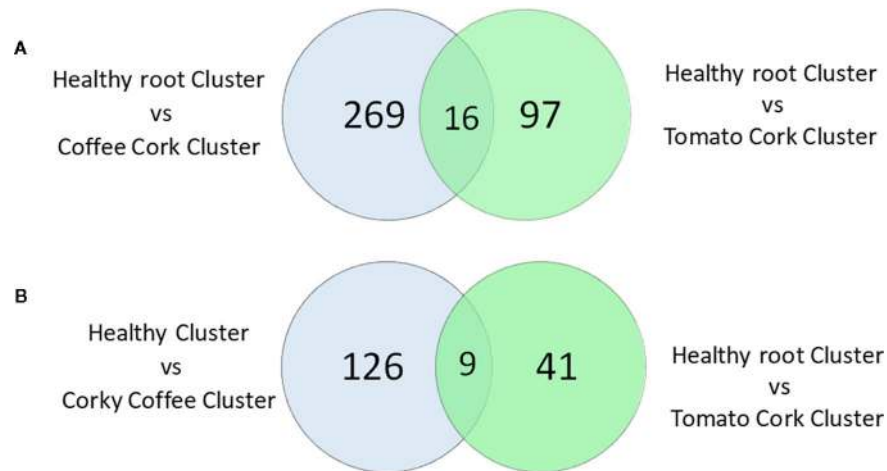 A
Healthy root Cluster
vs
Coffee Cork Cluster
269
16
97
Healthy root Cluster
vs
Tomato Cork Cluster
B
Healthy Cluster
vs
Corky Coffee Cluster
126
9
41
Healthy root Cluster
vs
Tomato Cork Cluster